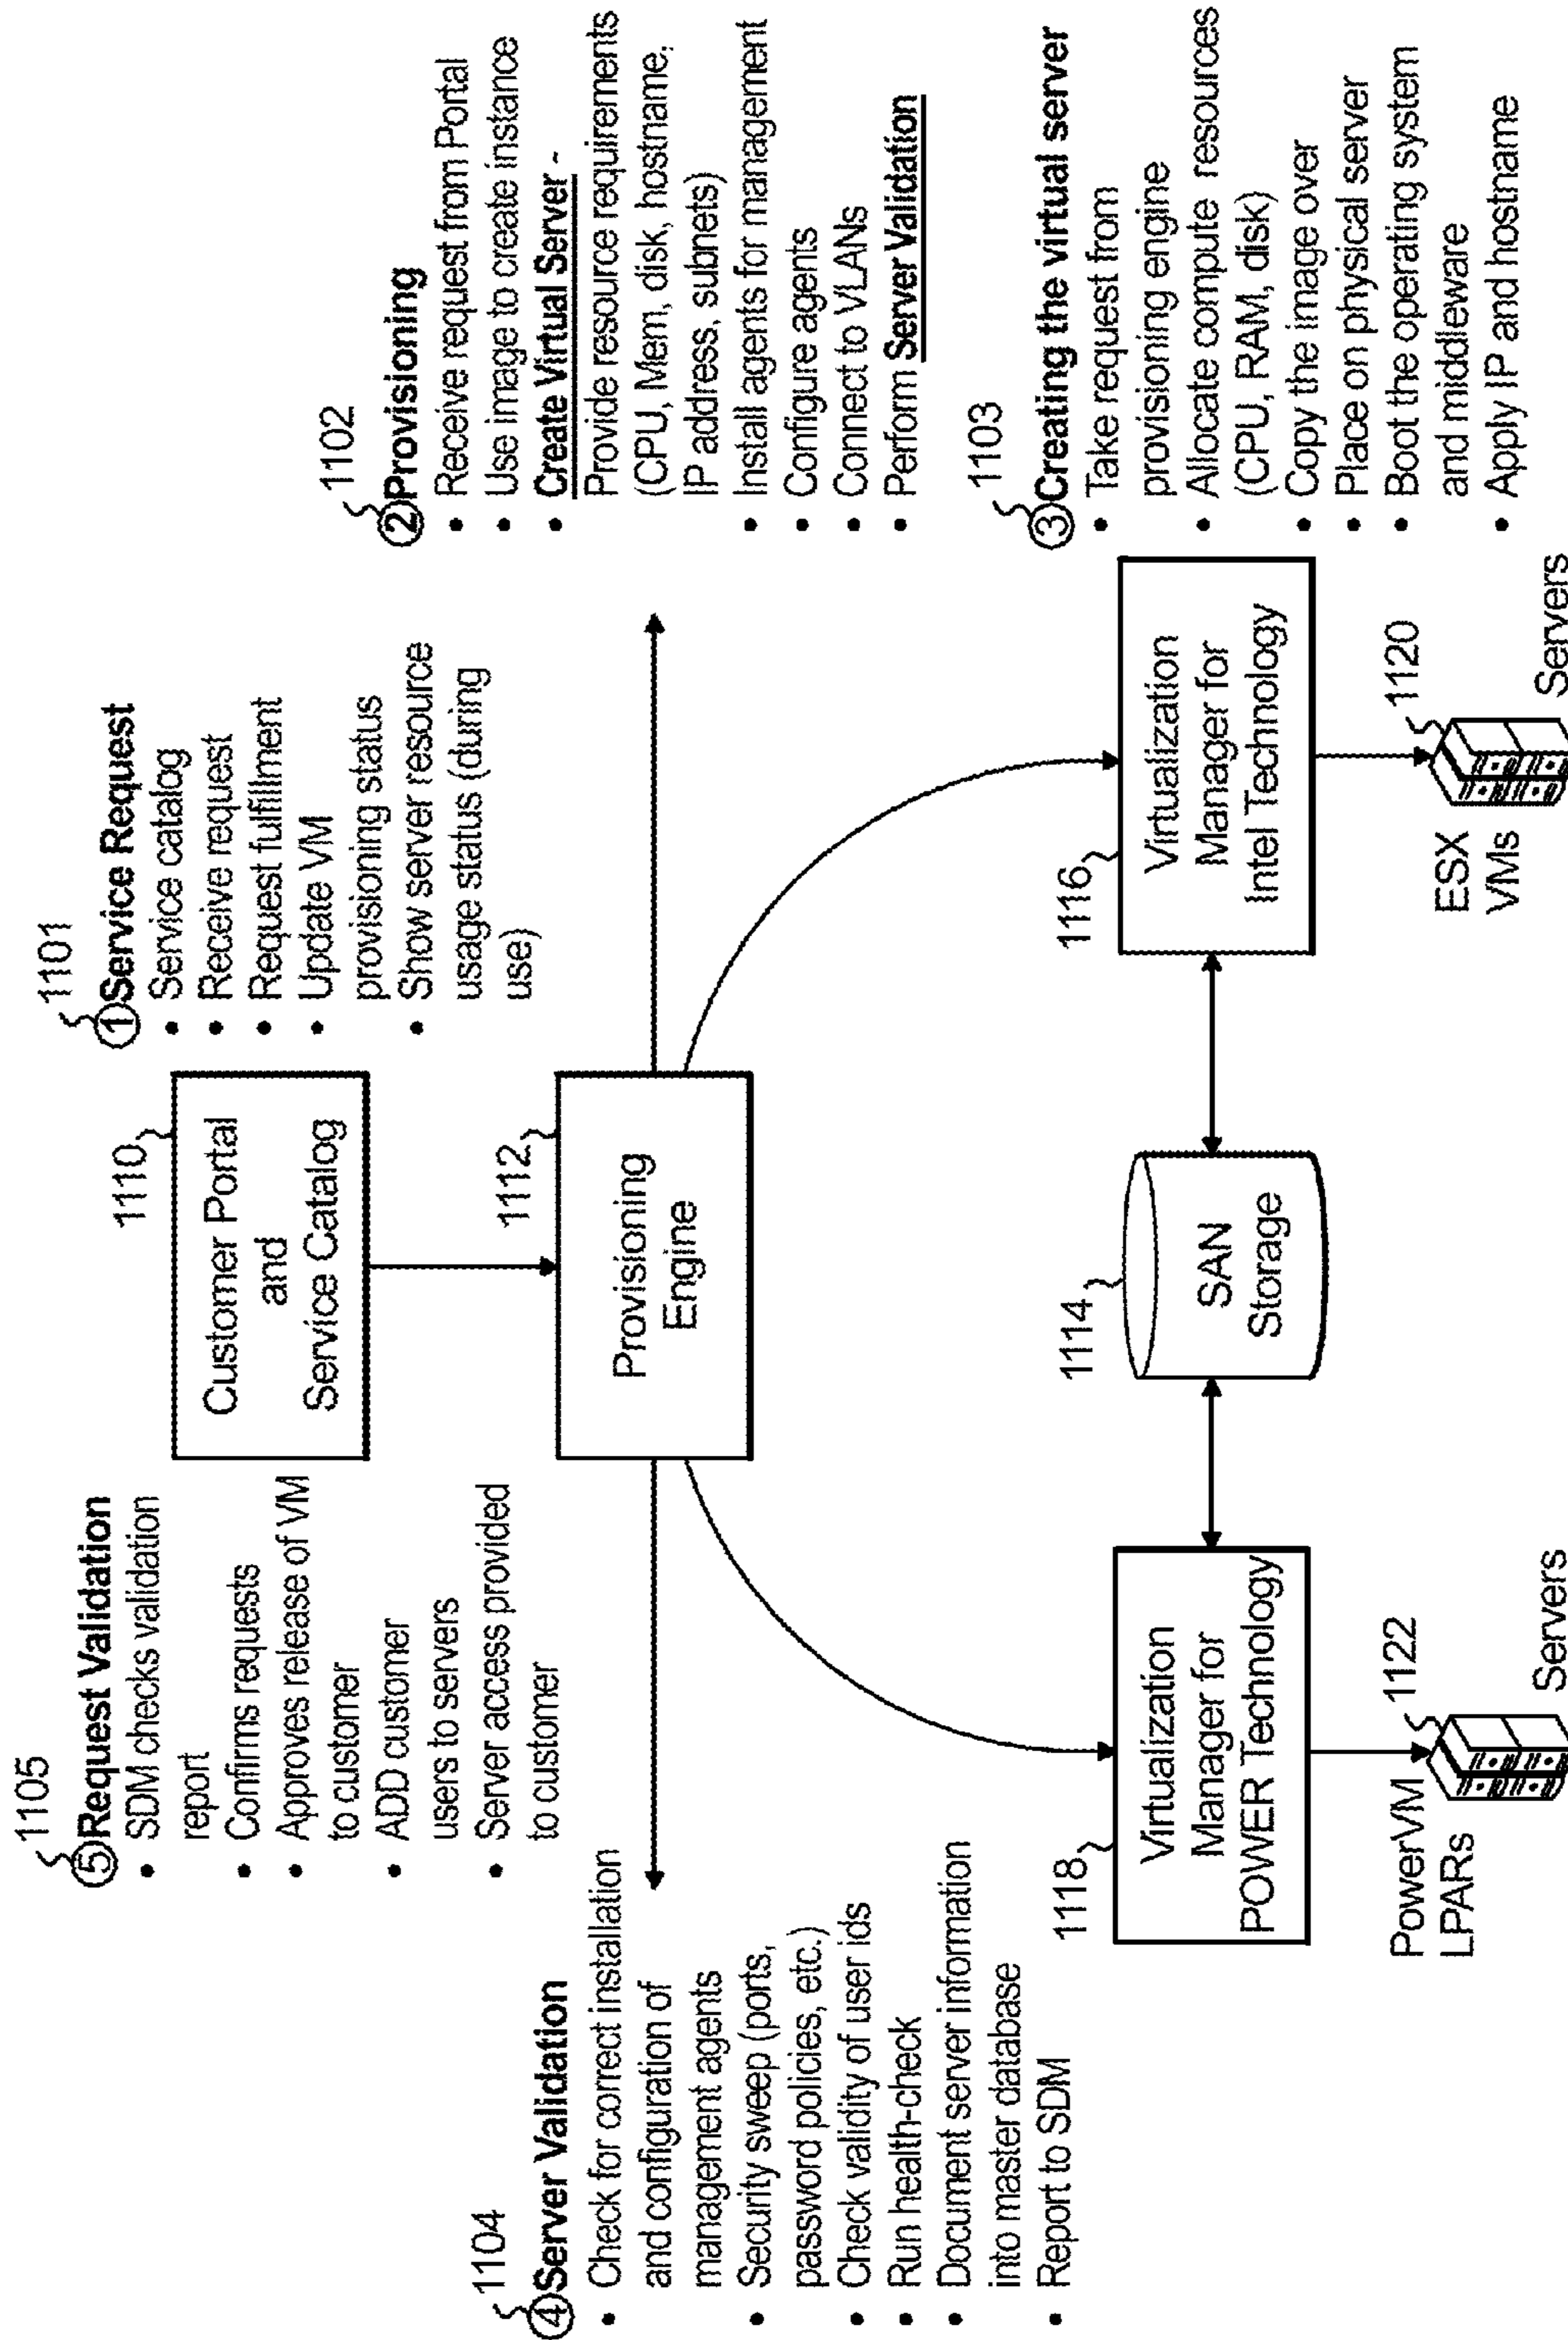 1105
⑤Request Validation
• SDM checks validation
report
• Confirms requests
• Approves release of VM
to customer
• ADD customer
users to servers
• Server access provided
to customer
1110
Customer Portal
and
Service Catalog
1101
①Service Request
• Service catalog
• Receive request
• Request fulfillment
• Update VM
provisioning status
• Show server resource
usage status (during
use)
1104
④Server Validation
• Check for correct installation
and configuration of
management agents
• Security sweep (ports,
password policies, etc.)
• Check validity of user ids
• Run health-check
• Document server information
into master database
• Report to SDM
1112
Provisioning
Engine
1102
②Provisioning
• Receive request from Portal
• Use image to create instance
• Create Virtual Server -
Provide resource requirements
(CPU, Mem, disk, hostname,
IP address, subnets)
• Install agents for management
• Configure agents
• Connect to VLANs
• Perform Server Validation
1118
Virtualization
Manager for
POWER Technology
1114
SAN
Storage
1116
Virtualization
Manager for
Intel Technology
1103
③Creating the virtual server
• Take request from
provisioning engine
• Allocate compute resources
(CPU, RAM, disk)
• Copy the image over
• Place on physical server
• Boot the operating system
and middleware
• Apply IP and hostname
PowerVM
LPARs
1122
Servers
ESX
VMs
1120
Servers